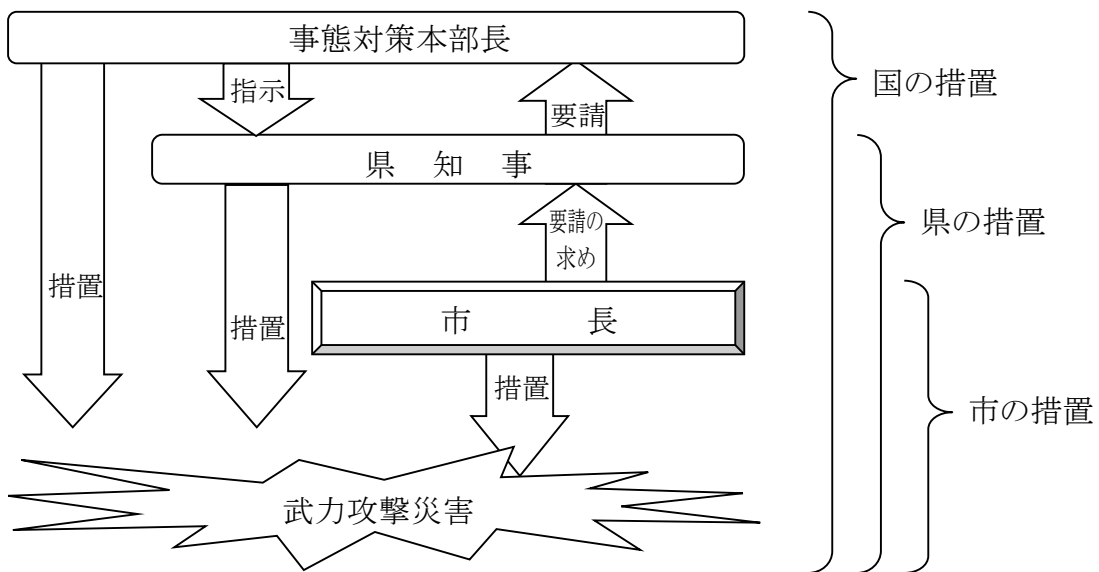 事態対策本部長
国の措置
指示
要請
県　知　事
県の措置
要請の
求め
措置
措置
市　　　長
措置
市の措置
武力攻撃災害